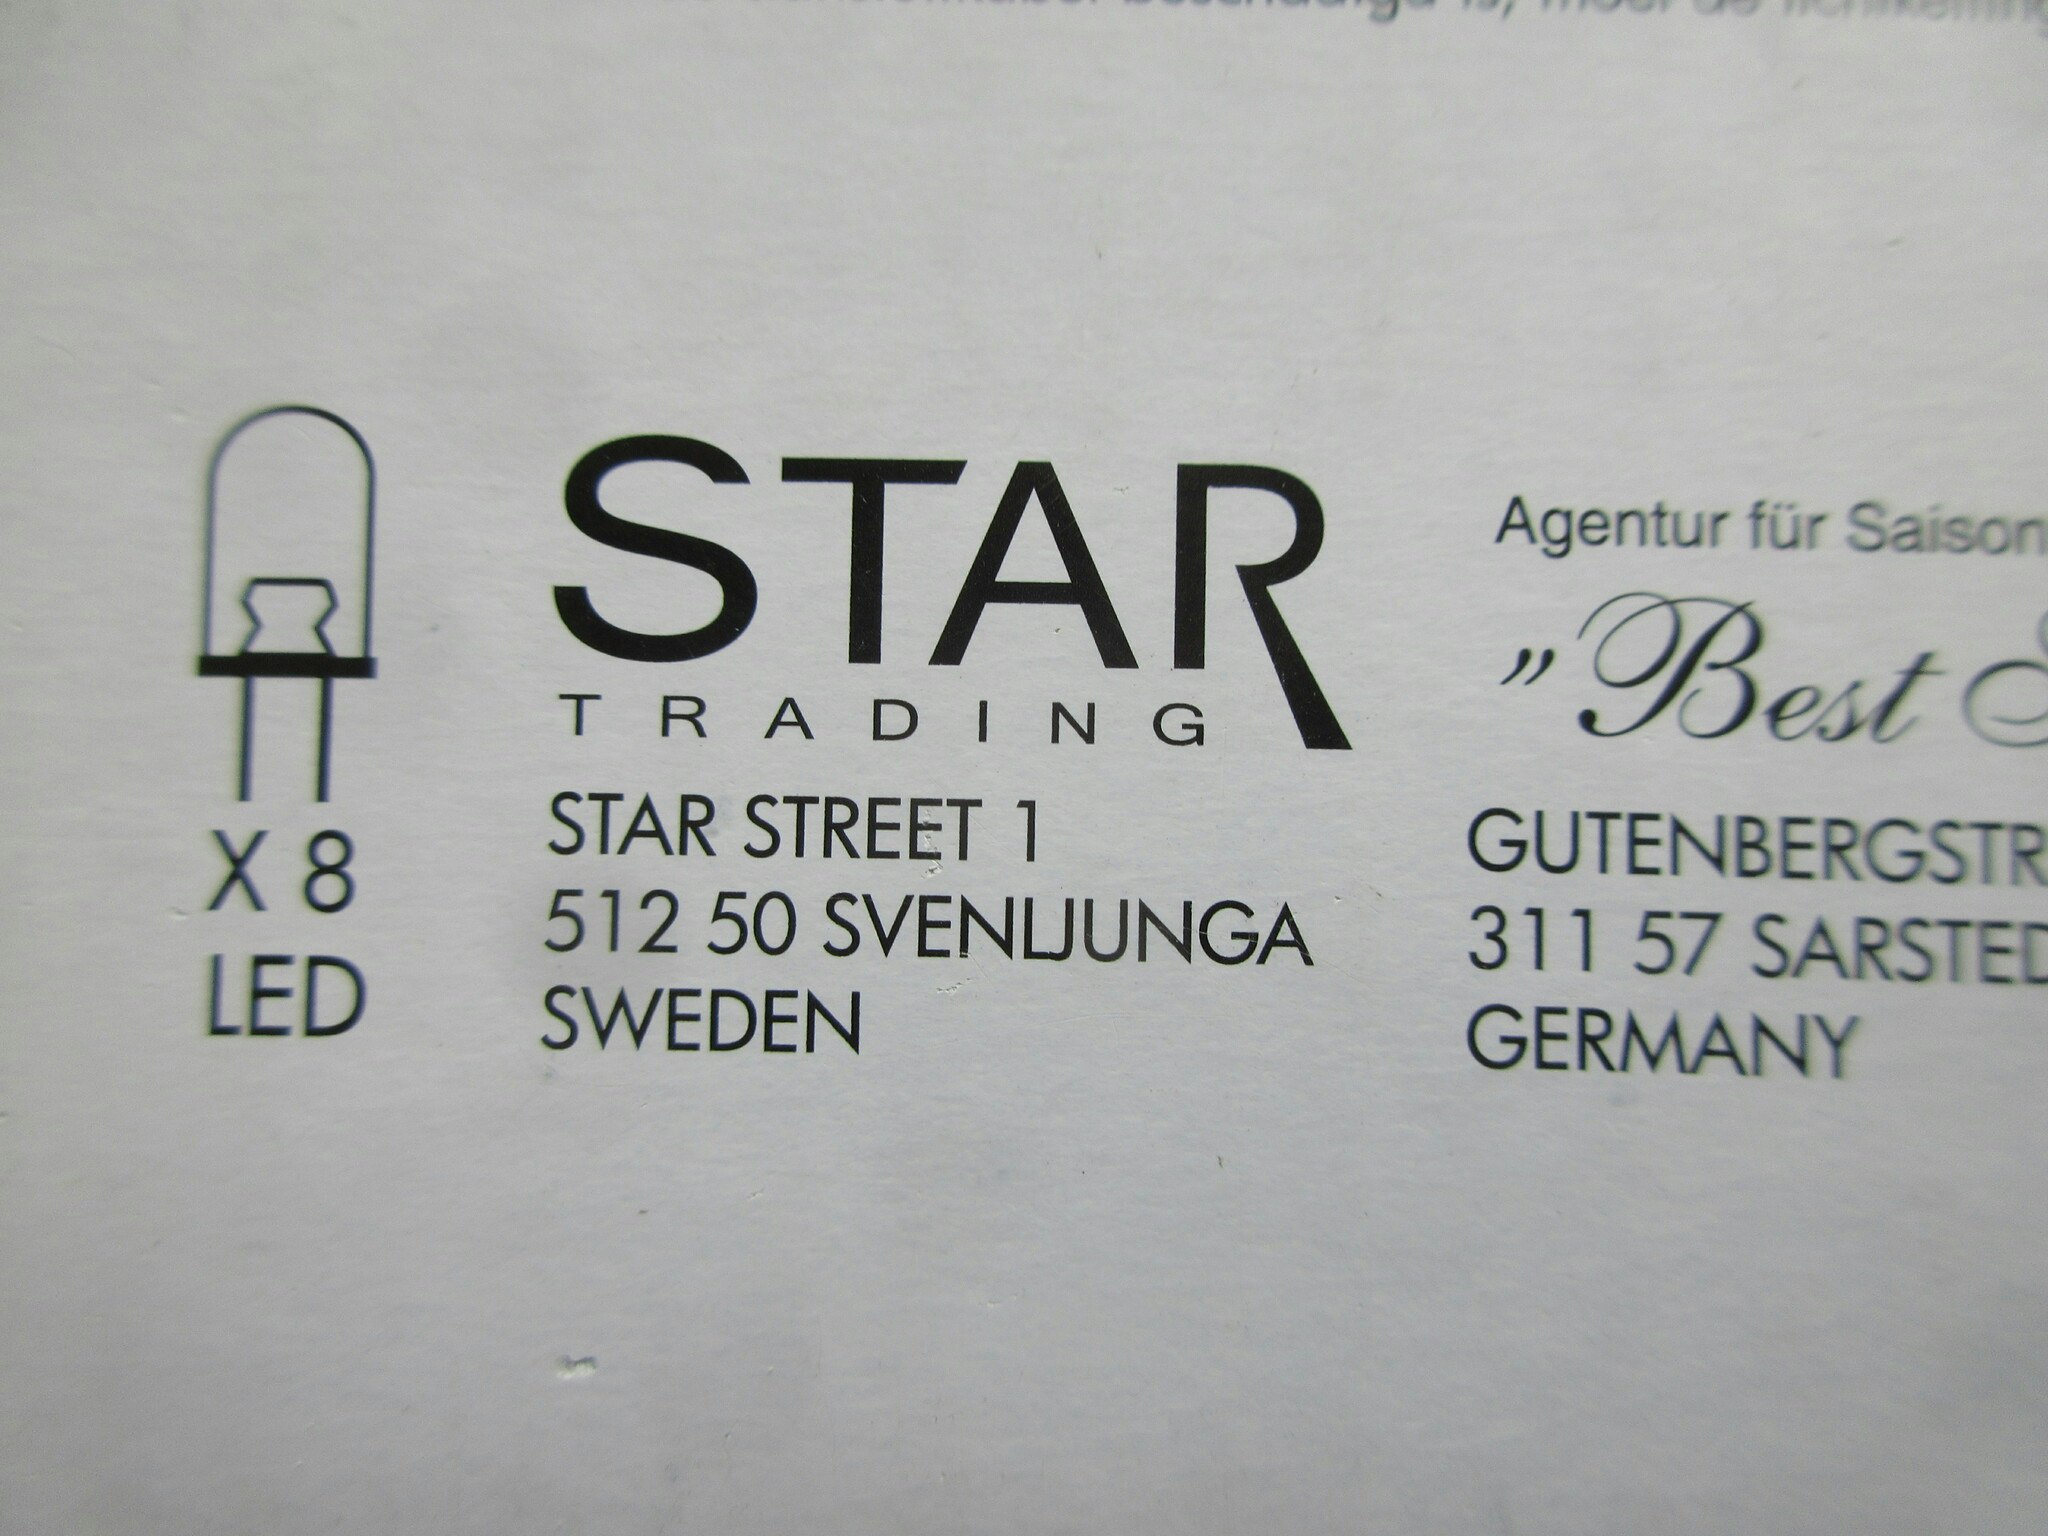 X 8
LED
STAR
TRADING
STAR STREET 1
512 50 SVENLJUNGA
SWEDEN
Agentur für Saison
„Best
GUTENBERGSTR
311 57 SARSTED
GERMANY